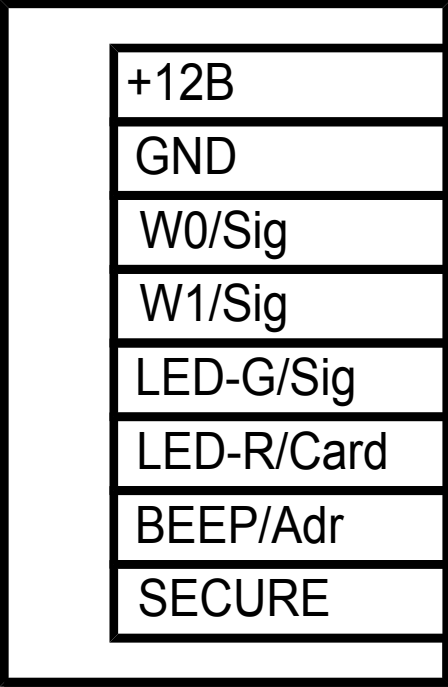 +12В
GND
W0/Sig
W1/Sig
LED-G/Sig
LED-R/Card
BEEP/Adr
SECURE